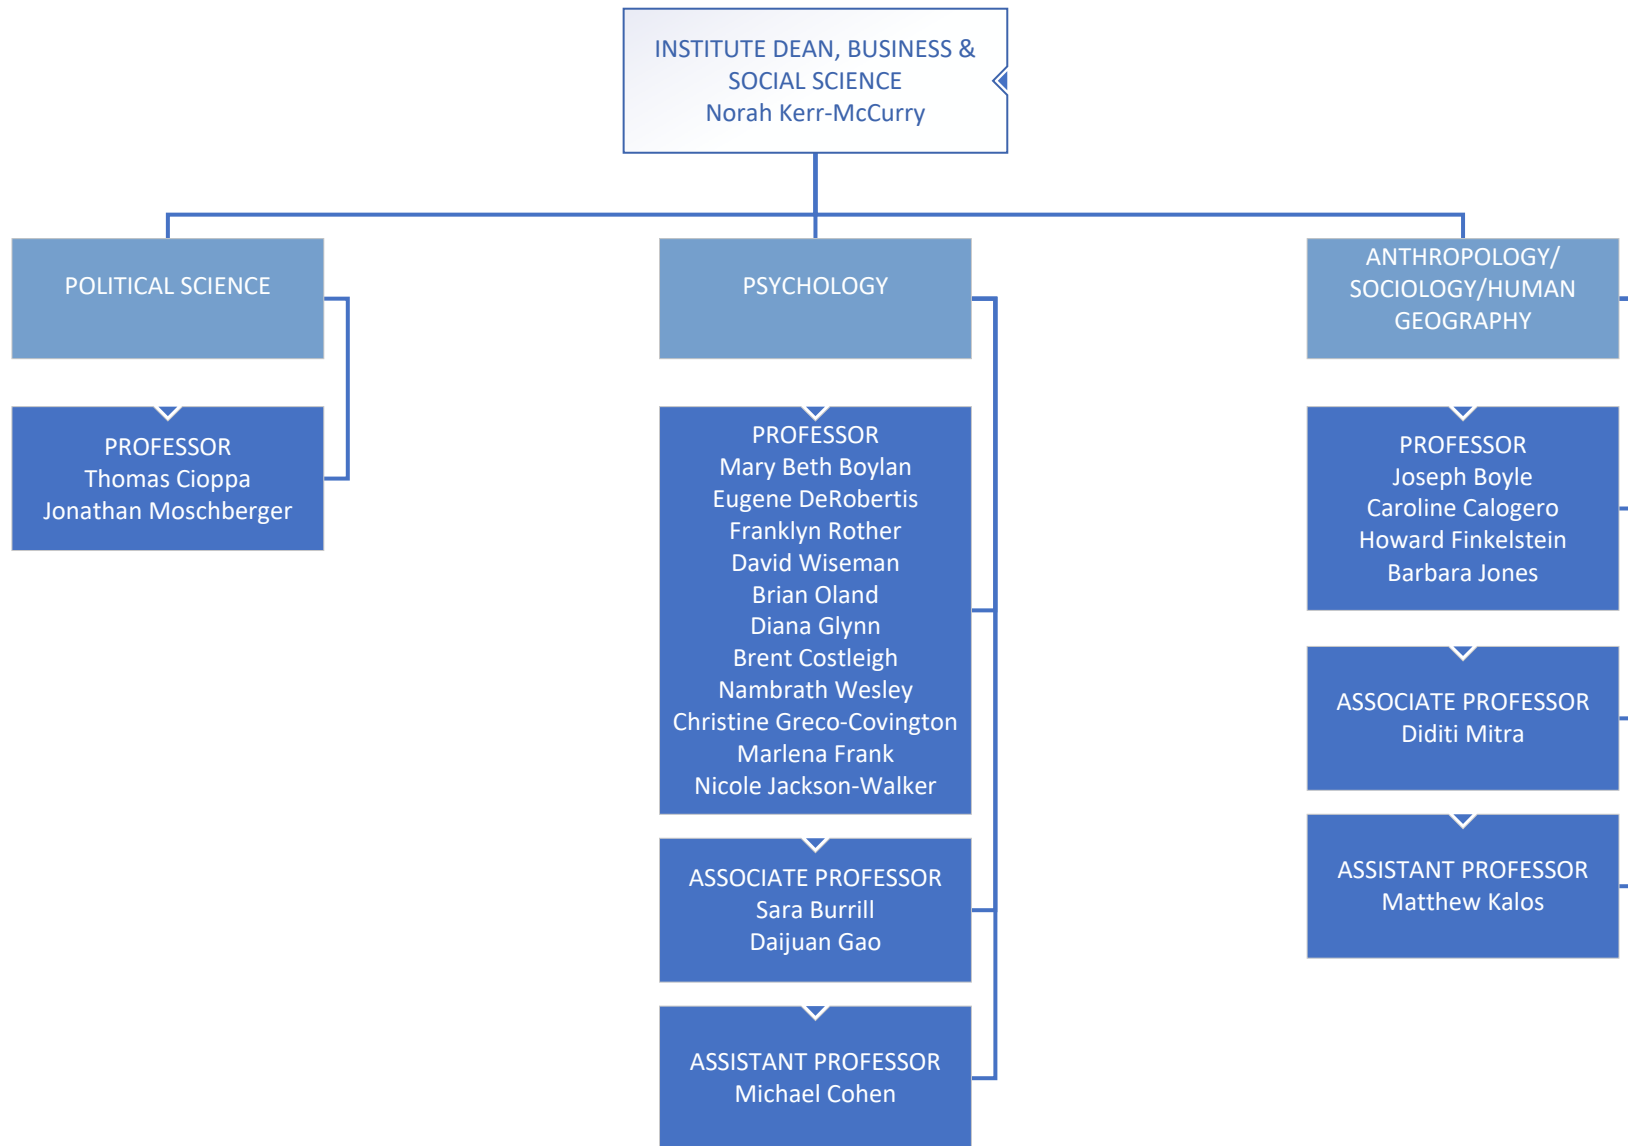 INSTITUTE DEAN, BUSINESS &
SOCIAL SCIENCE
Norah Kerr-McCurry
POLITICAL SCIENCE
PROFESSOR
Thomas Cioppa
Jonathan Moschberger
PSYCHOLOGY
PROFESSOR
Mary Beth Boylan
Eugene DeRobertis
Franklyn Rother
David Wiseman
Brian Oland
Diana Glynn
Brent Costleigh
Nambrath Wesley
Christine Greco-Covington
Marlena Frank
Nicole Jackson-Walker
ASSOCIATE PROFESSOR
Sara Burrill
Daijuan Gao
ASSISTANT PROFESSOR
Michael Cohen
ANTHROPOLOGY/
SOCIOLOGY/HUMAN
GEOGRAPHY
PROFESSOR
Joseph Boyle
Caroline Calogero
Howard Finkelstein
Barbara Jones
ASSOCIATE PROFESSOR
Diditi Mitra
ASSISTANT PROFESSOR
Matthew Kalos